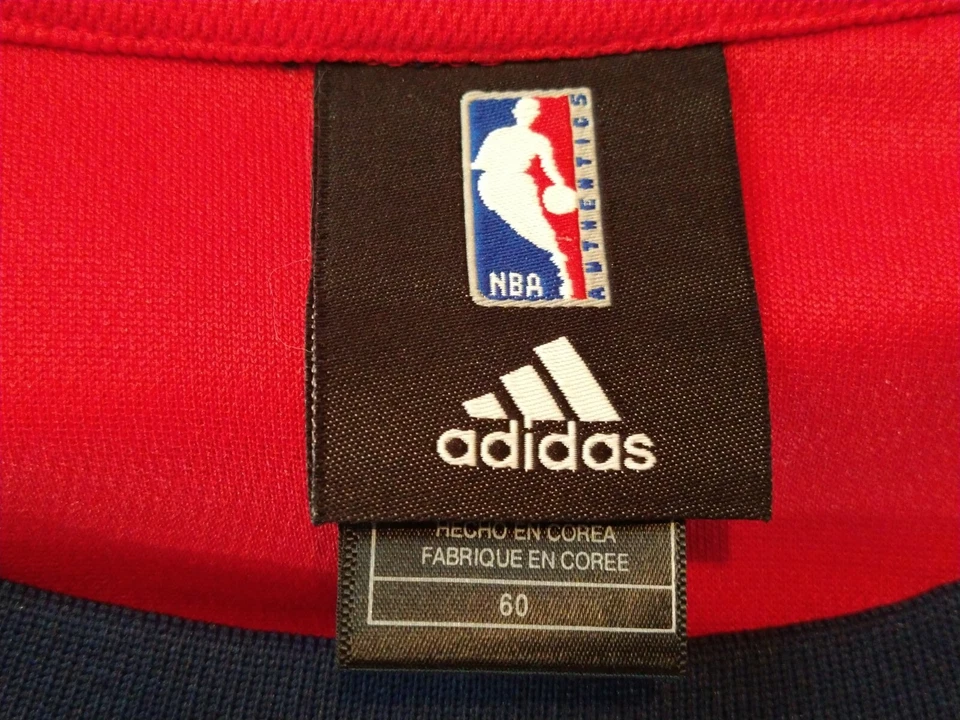 NBA
AUTHENTICS
adidas
HECHO EN COREA
FABRIQUE EN COREE
60